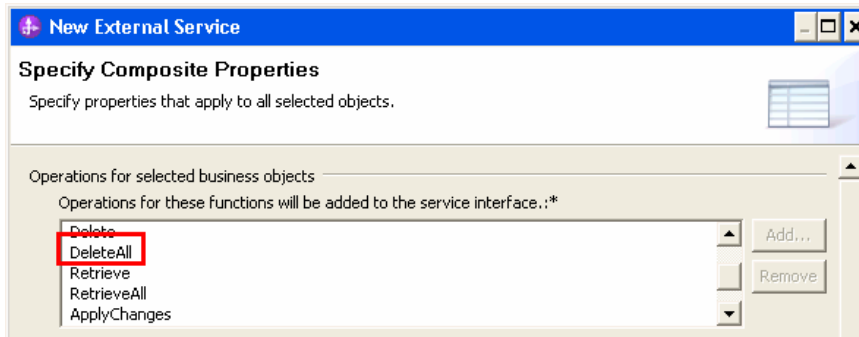 New External Service
Specify Composite Properties
Specify properties that apply to all selected objects.
Operations for selected business objects
Operations for these functions will be added to the service interface.:*
Delete
DeleteAll
Retrieve
RetrieveAll
ApplyChanges
Add...
Remove